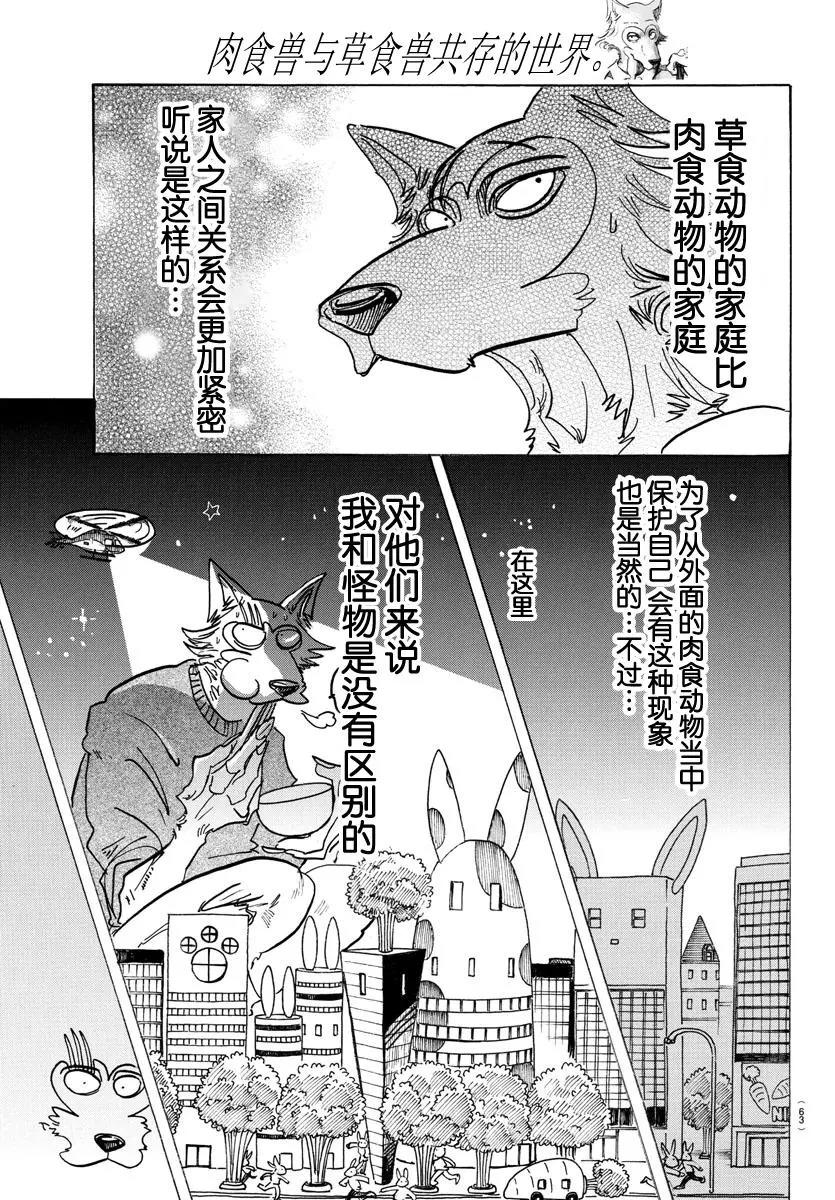 肉食兽与草食兽共存的世界。
草食动物的家庭比
肉食动物的家庭
家人之间关系会更加紧密
听说是这样的…
为了从外面的肉食动物当中
保护自己 会有这种现象
也是当然的…不过…
在这里
对他们来说
我和怪物是没有区别的
NI
(63)